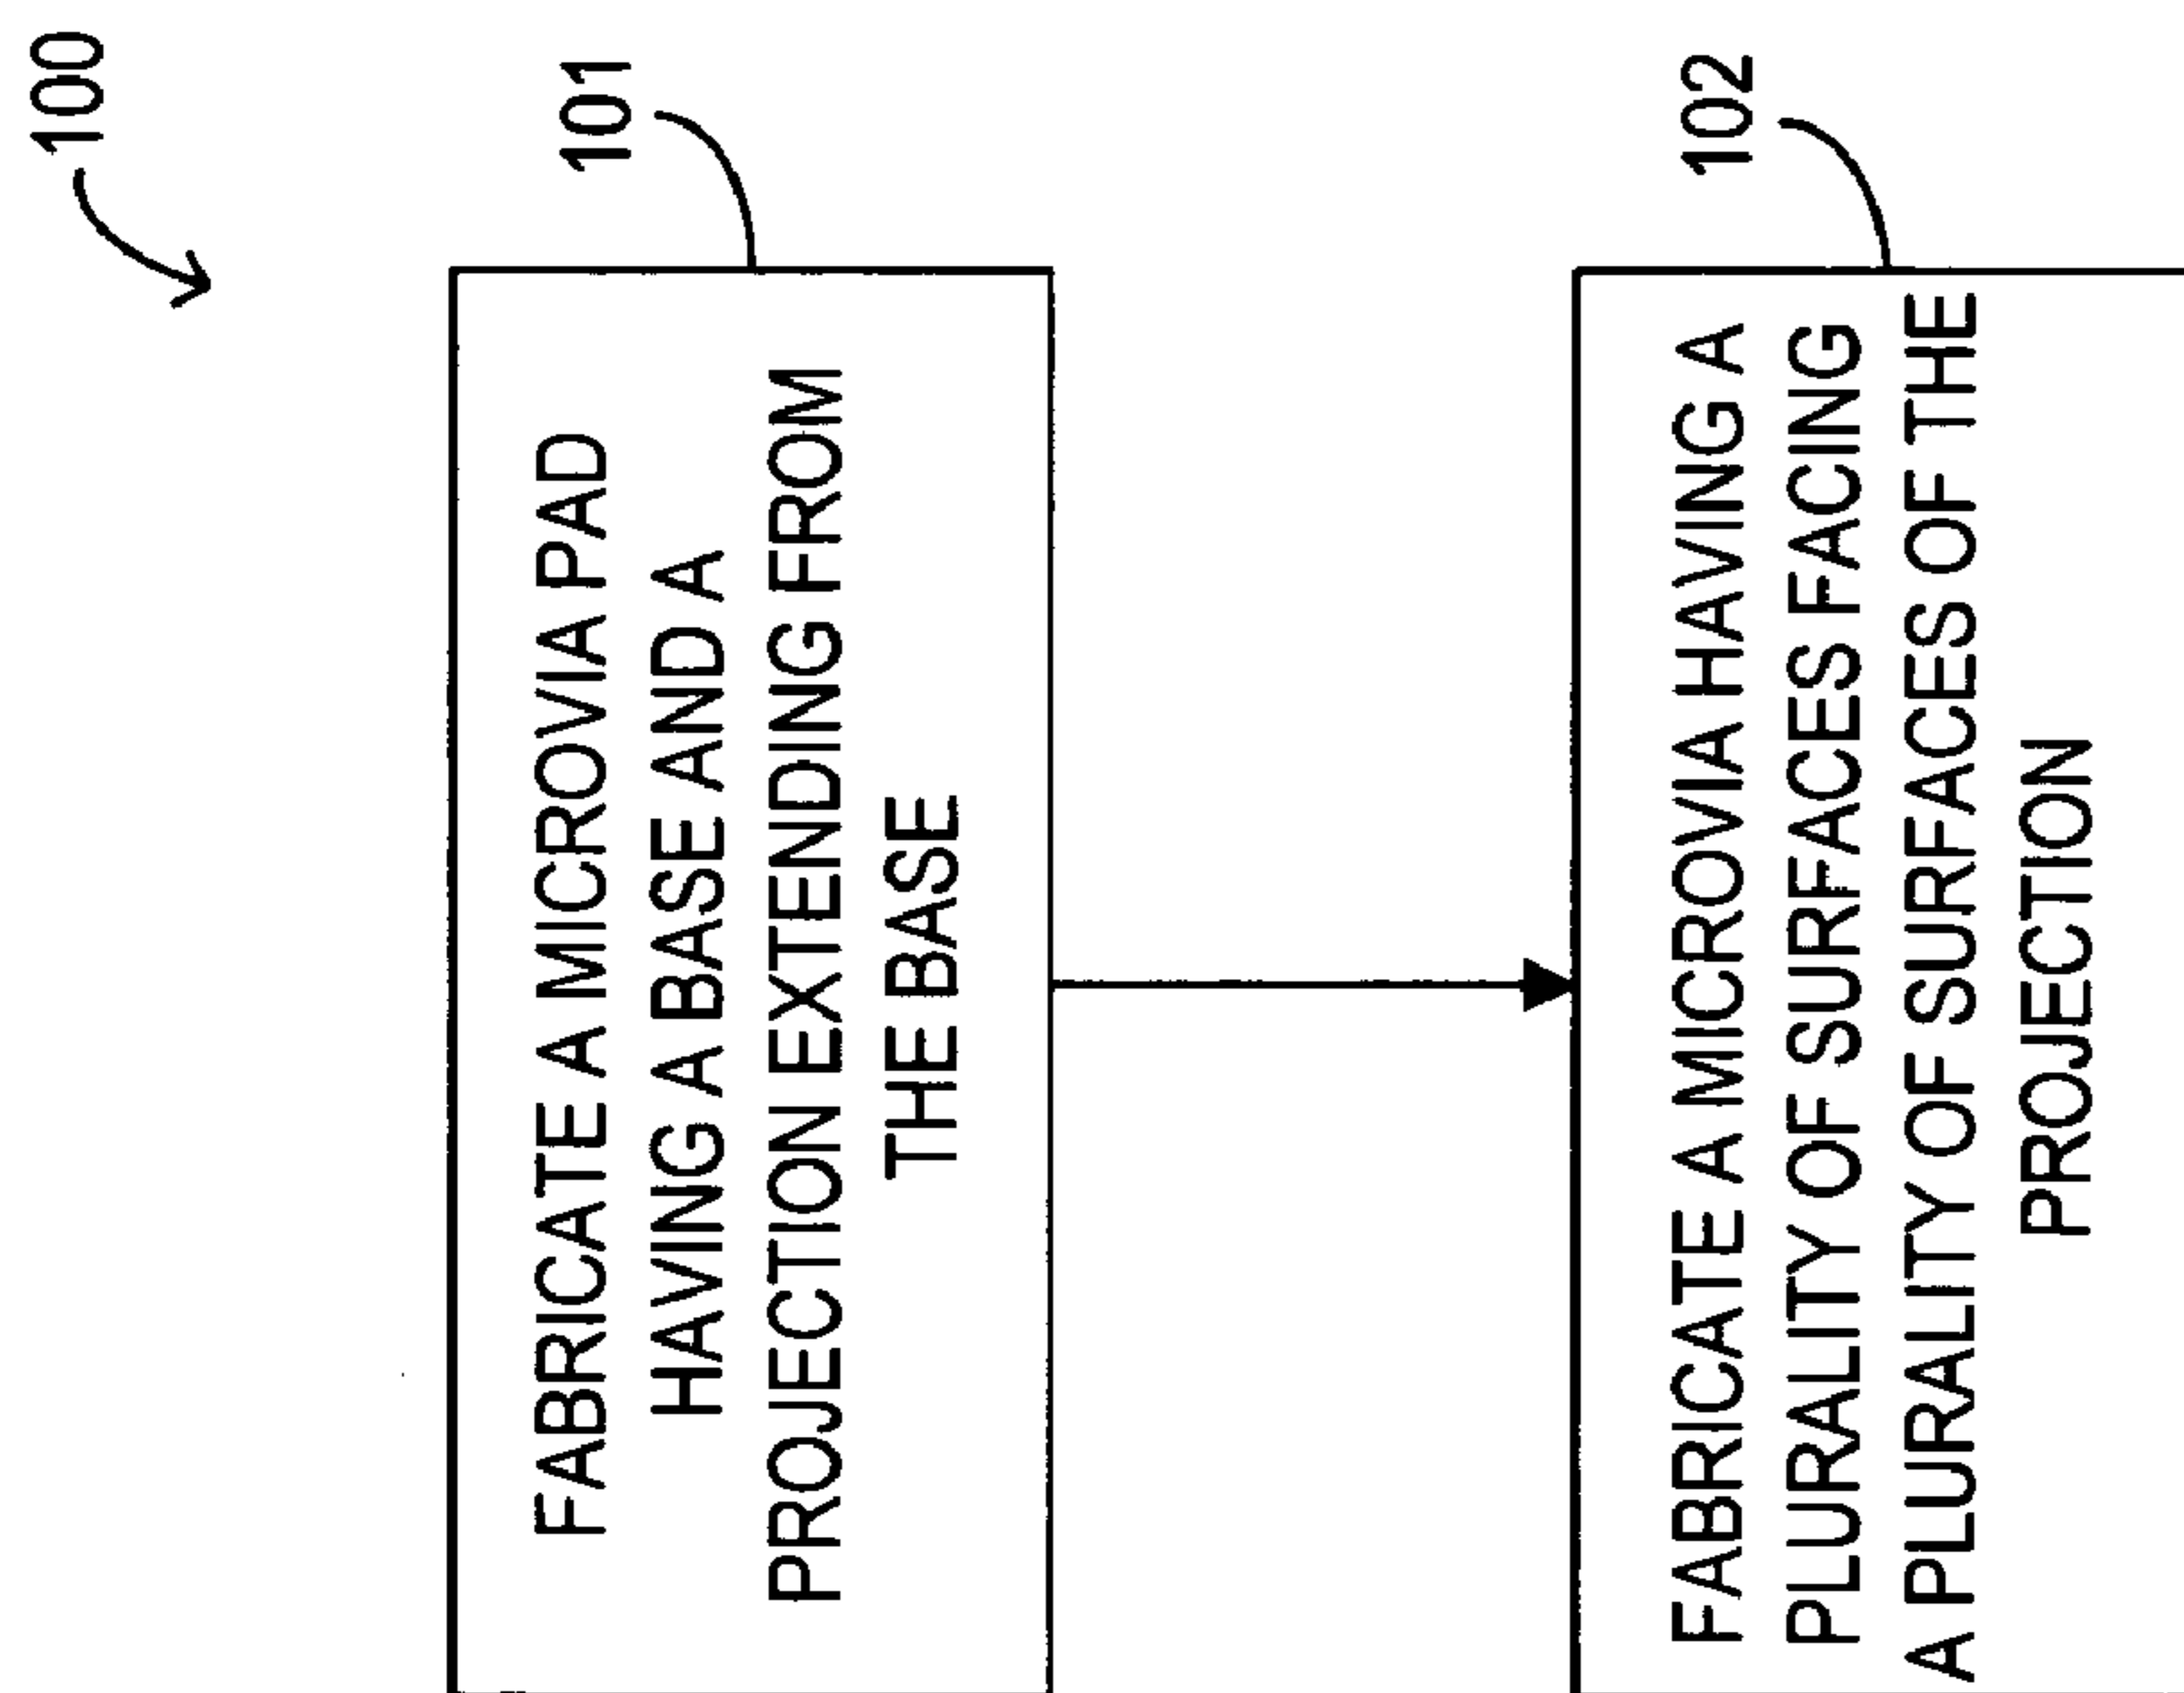 100
101
FABRICATE A MICROVIA PAD
HAVING A BASE AND A
PROJECTION EXTENDING FROM
THE BASE
102
FABRICATE A MICROVIA HAVING A
PLURALITY OF SURFACES FACING
A PLURALITY OF SURFACES OF THE
PROJECTION